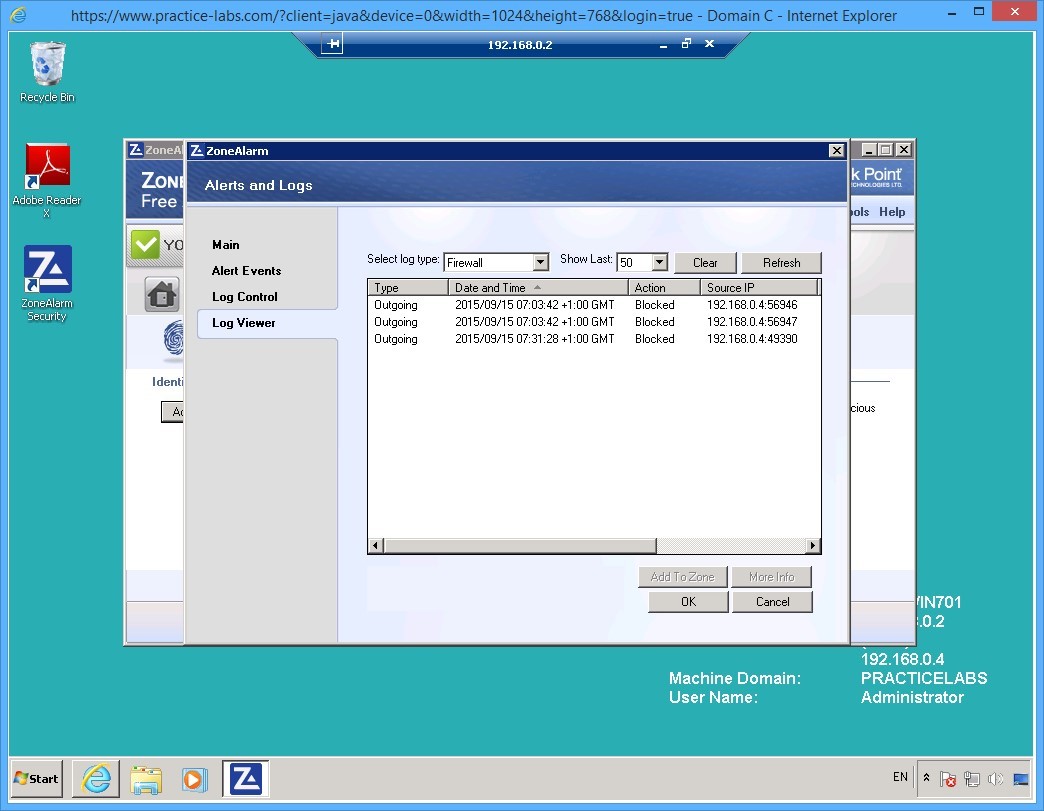 https://www.practice-labs.com/?client=java&device=0&width=1024&height=768&login=true - Domain C - Internet Explorer
192.168.0.2
Recycle Bin
Adobe Reader
X
ZoneAlarm
Security
ZoneAl
ZoneAlarm
ZONE
Free
k Point
TECHNOLOGIES LTD.
ools Help
YO
Identi
Ac
cious
Alerts and Logs
Main
Alert Events
Log Control
Log Viewer
Select log type: Firewall Show Last: 50 Clear Refresh
Type Date and Time Action Source IP
Outgoing 2015/09/15 07:03:42 +1:00 GMT Blocked 192.168.0.4:56946
Outgoing 2015/09/15 07:03:42 +1:00 GMT Blocked 192.168.0.4:56947
Outgoing 2015/09/15 07:31:28 +1:00 GMT Blocked 192.168.0.4:49390
Add To Zone More Info
OK Cancel
IN701
.0.2
192.168.0.4
Machine Domain: PRACTICELABS
User Name: Administrator
Start
EN